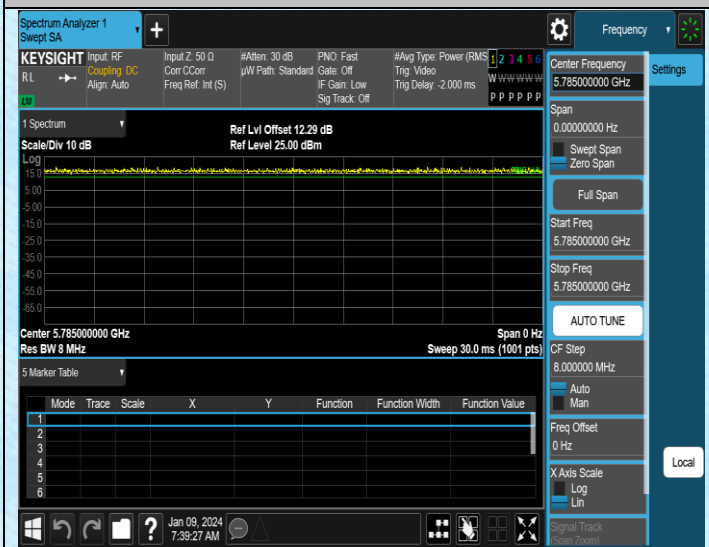 Spectrum Analyzer 1
Swept SA
+
Frequency
KEYSIGHT
RL
Input: RF
Coupling: DC
Align: Auto
Input Z: 50 Ω
Corr CCorr
Freq Ref: Int (S)
#Atten: 30 dB
µW Path: Standard
PNO: Fast
Gate: Off
IF Gain: Low
Sig Track: Off
#Avg Type: Power (RMS
Trig: Video
Trig Delay: -2.000 ms
1 2 3 4 5 6
W W W W W W
P P P P P P
1 Spectrum
Scale/Div 10 dB
Ref Lvl Offset 12.29 dB
Ref Level 25.00 dBm
Log
15.0
5.00
-5.00
-15.0
-25.0
-35.0
-45.0
-55.0
-65.0
Center 5.785000000 GHz
Res BW 8 MHz
Span 0 Hz
Sweep 30.0 ms (1001 pts)
5 Marker Table
Mode Trace Scale X Y Function Function Width Function Value
1
2
3
4
5
6
Center Frequency
5.785000000 GHz
Span
0.00000000 Hz
Swept Span
Zero Span
Full Span
Start Freq
5.785000000 GHz
Stop Freq
5.785000000 GHz
AUTO TUNE
CF Step
8.000000 MHz
Auto
Man
Freq Offset
0 Hz
X Axis Scale
Log
Lin
Signal Track
(Span Zoom)
Settings
Local
?
Jan 09, 2024
7:39:27 AM